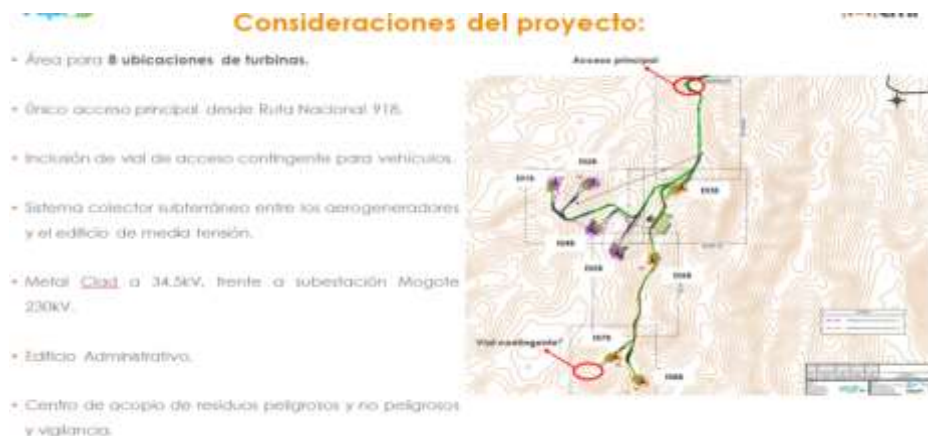 Consideraciones del proyecto:
• Área para 8 ubicaciones de turbinas.
• Único acceso principal desde Ruta Nacional 918.
• Inclusión de vial de acceso contingente para vehículos.
• Sistema colector subterráneo entre los aerogeneradores
y el edificio de media tensión.
• Metal Clad a 34.5kV, frente a subestación Mogote
230kV.
• Edificio Administrativo.
• Centro de acopio de residuos peligrosos y no peligrosos
y vigilancia.
Acceso principal
Vial contingente